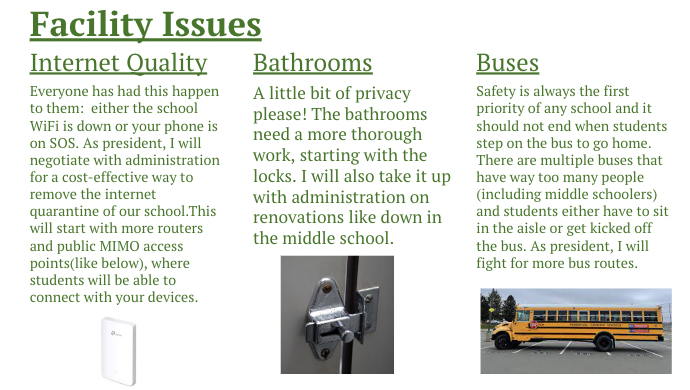 Facility Issues
Internet Quality
Everyone has had this happen
to them:  either the school
WiFi is down or your phone is
on SOS. As president, I will
negotiate with administration
for a cost-effective way to
remove the internet
quarantine of our school.This
will start with more routers
and public MIMO access
points(like below), where
students will be able to
connect with your devices.
Bathrooms
A little bit of privacy
please! The bathrooms
need a more thorough
work, starting with the
locks. I will also take it up
with administration on
renovations like down in
the middle school.
Buses
Safety is always the first
priority of any school and it
should not end when students
step on the bus to go home.
There are multiple buses that
have way too many people
(including middle schoolers)
and students either have to sit
in the aisle or get kicked off
the bus. As president, I will
fight for more bus routes.